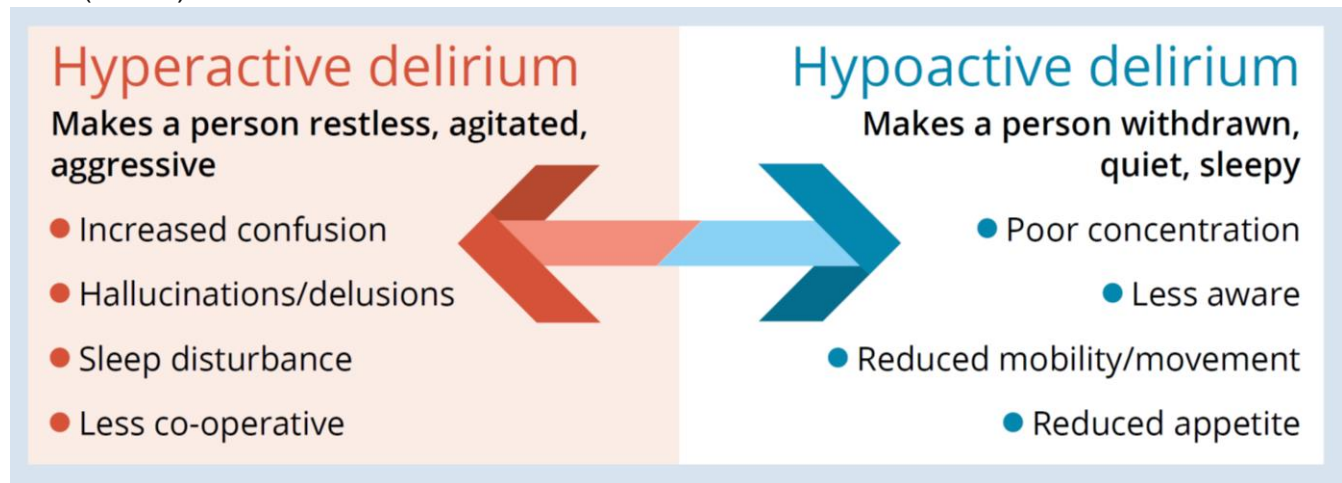 Hyperactive delirium
Makes a person restless, agitated,
aggressive
Increased confusion
Hallucinations/delusions
Sleep disturbance
Less co-operative
Hypoactive delirium
Makes a person withdrawn,
quiet, sleepy
Poor concentration
Less aware
Reduced mobility/movement
Reduced appetite